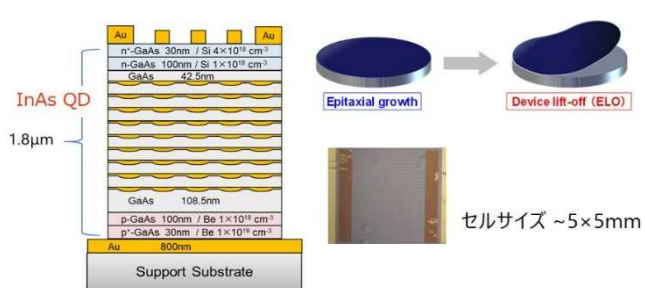 Au
Au
n⁺-GaAs 30nm / Si 4×10¹⁹ cm⁻³
n-GaAs 100nm / Si 1×10¹⁸ cm⁻³
GaAs 42.5nm
InAs QD
1.8μm
GaAs 108.5nm
p-GaAs 100nm / Be 1×10¹⁹ cm⁻³
p⁺-GaAs 30nm / Be 1×10¹⁹ cm⁻³
Au 800nm
Support Substrate
Epitaxial growth
Device lift-off (ELO)
セルサイズ ~5×5mm